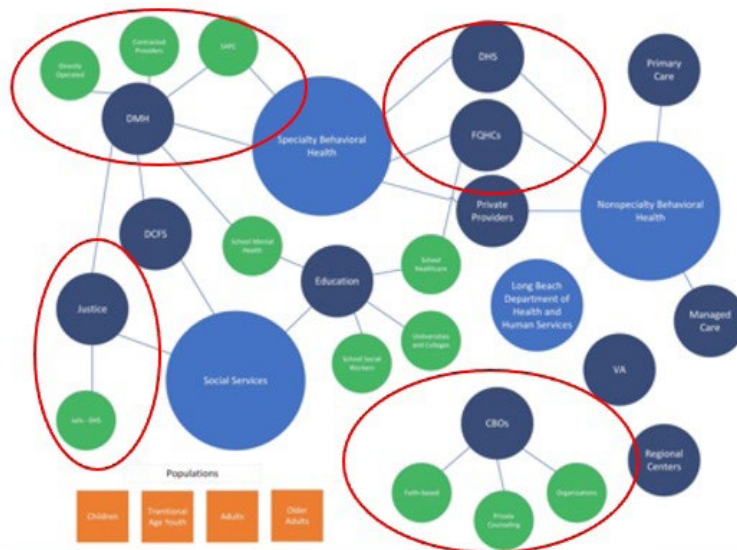 Contracted
Providers
SAPC
Directly
Operated
DMH
DHS
Primary
Care
Specialty Behavioral
Health
FQHCs
Private
Providers
Nonspecialty Behavioral
Health
DCFS
School Mental
Health
Education
School
Healthcare
Long Beach
Department of
Health and
Human Services
Justice
Managed
Care
Universities
and Colleges
School Social
Workers
Social Services
VA
Jails - DHS
CBOs
Regional
Centers
Faith-based
Private
Counseling
Organizations
Populations
Children
Trantional
Age Youth
Adults
Older
Adults